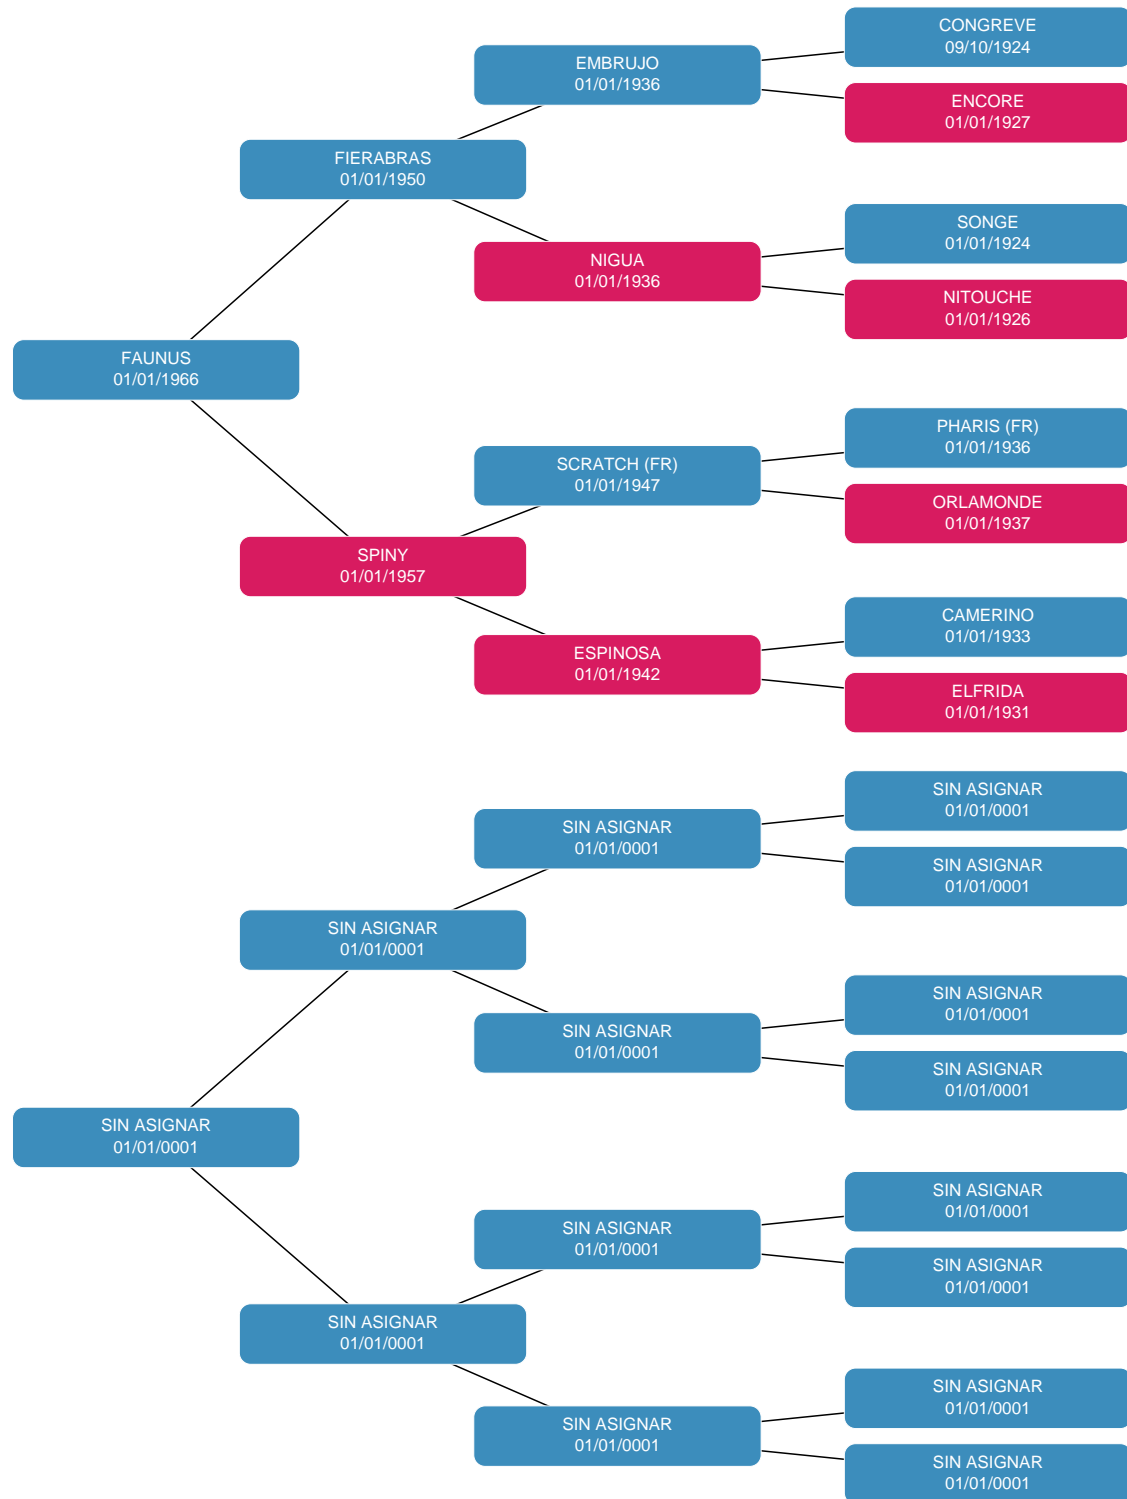 CONGREVE
09/10/1924
EMBRUJO
01/01/1936
ENCORE
01/01/1927
FIERABRAS
01/01/1950
SONGE
01/01/1924
NIGUA
01/01/1936
NITOUCHE
01/01/1926
FAUNUS
01/01/1966
PHARIS (FR)
01/01/1936
SCRATCH (FR)
01/01/1947
ORLAMONDE
01/01/1937
SPINY
01/01/1957
CAMERINO
01/01/1933
ESPINOSA
01/01/1942
ELFRIDA
01/01/1931
SIN ASIGNAR
01/01/0001
SIN ASIGNAR
01/01/0001
SIN ASIGNAR
01/01/0001
SIN ASIGNAR
01/01/0001
SIN ASIGNAR
01/01/0001
SIN ASIGNAR
01/01/0001
SIN ASIGNAR
01/01/0001
SIN ASIGNAR
01/01/0001
SIN ASIGNAR
01/01/0001
SIN ASIGNAR
01/01/0001
SIN ASIGNAR
01/01/0001
SIN ASIGNAR
01/01/0001
SIN ASIGNAR
01/01/0001
SIN ASIGNAR
01/01/0001
SIN ASIGNAR
01/01/0001